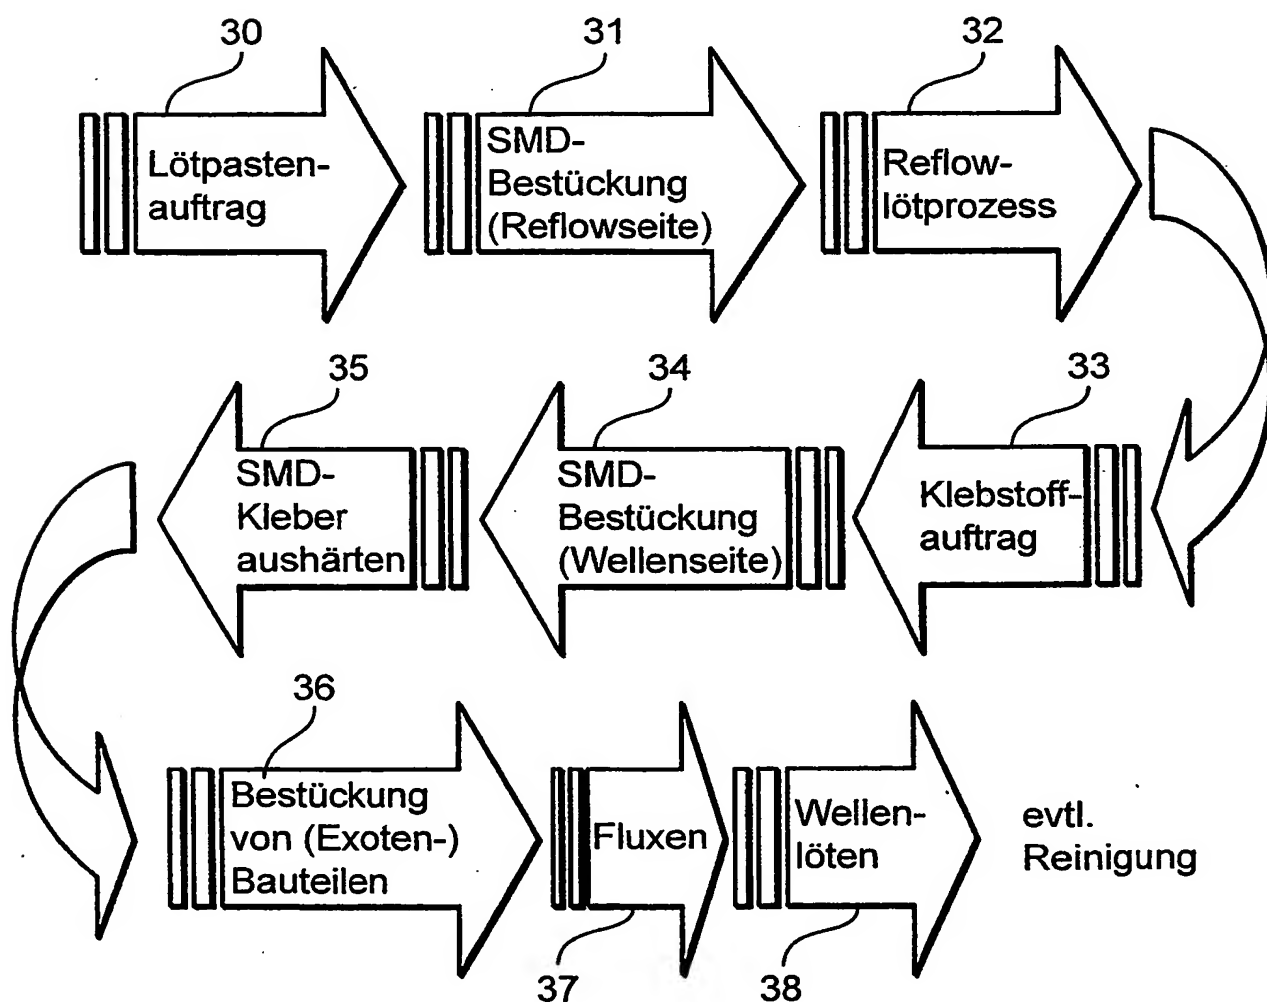 30
31
32
Lötpasten-
auftrag
SMD-
Bestückung
(Reflowseite)
Reflow-
lötprozess
35
34
33
SMD-
Kleber
aushärten
SMD-
Bestückung
(Wellenseite)
Klebstoff-
auftrag
36
Bestückung
von (Exoten-)
Bauteilen
Fluxen
Wellen-
löten
evtl.
Reinigung
37
38